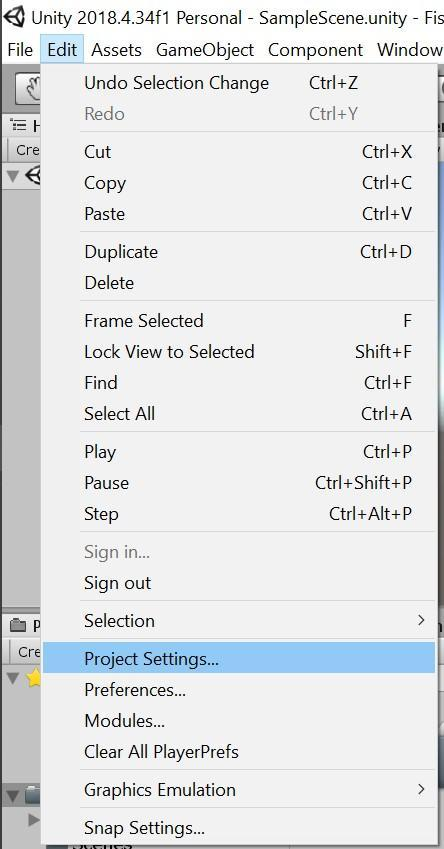 Unity 2018.4.34f1 Personal - SampleScene.unity - Fis
File Edit Assets GameObject Component Window
Undo Selection Change Ctrl+Z
Redo Ctrl+Y
Cut Ctrl+X
Copy Ctrl+C
Paste Ctrl+V
Duplicate Ctrl+D
Delete
Frame Selected F
Lock View to Selected Shift+F
Find Ctrl+F
Select All Ctrl+A
Play Ctrl+P
Pause Ctrl+Shift+P
Step Ctrl+Alt+P
Sign in...
Sign out
Selection
Project Settings...
Preferences...
Modules...
Clear All PlayerPrefs
Graphics Emulation
Snap Settings...
Cre
Cre
Scenes